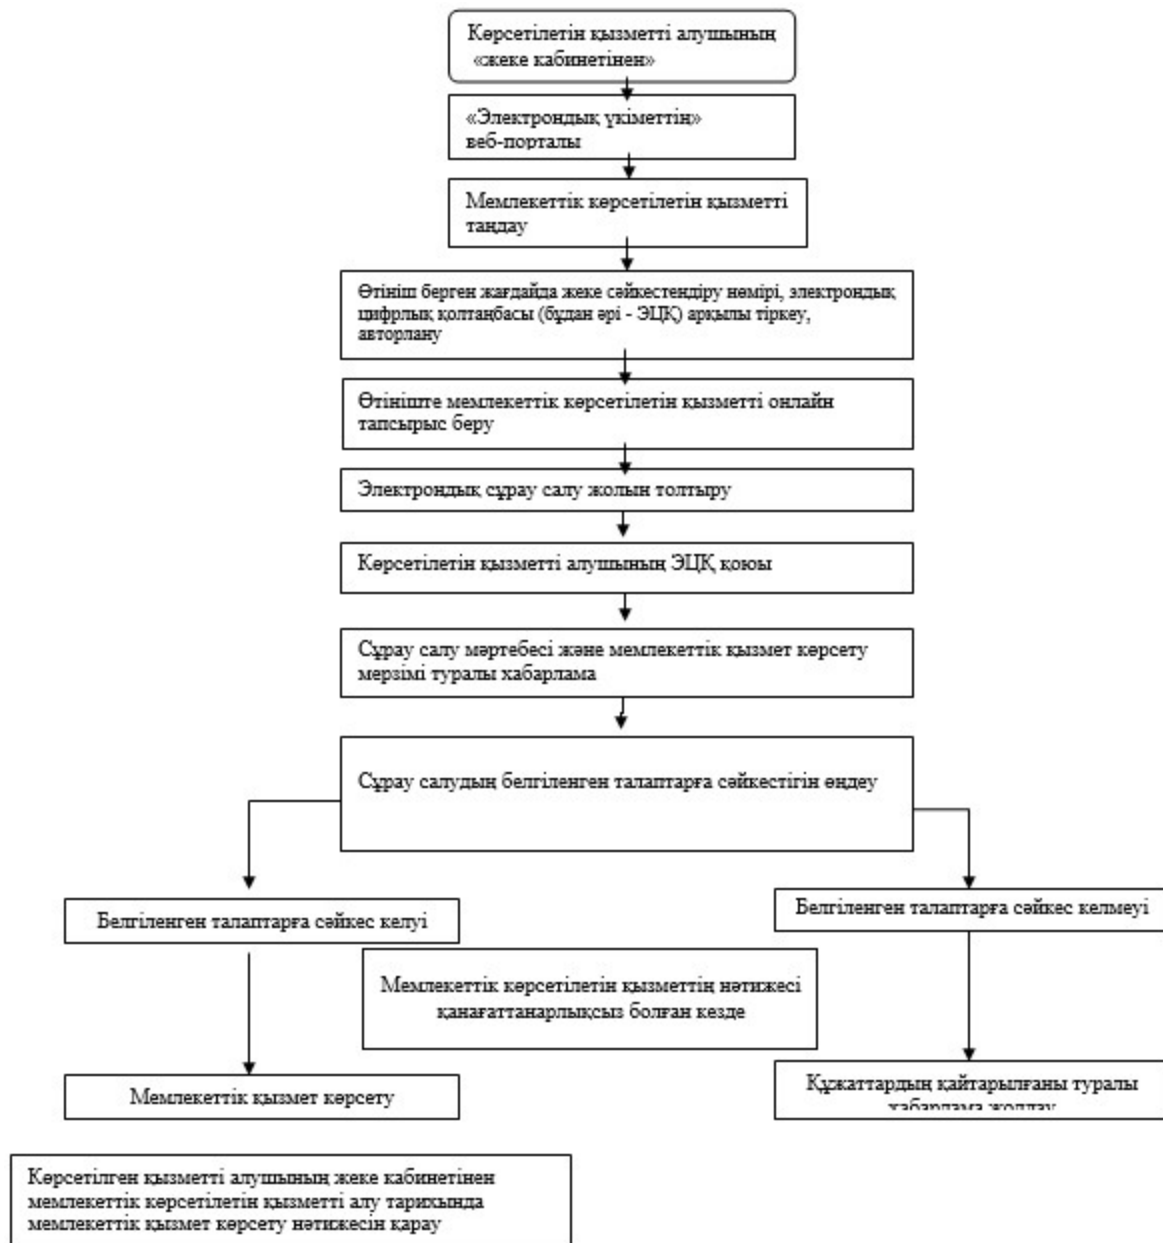 Көрсетілетін қызметті алушының
«жеке кабинетінен»
«Электрондық үкіметтің»
веб-порталы
Мемлекеттік көрсетілетін қызметті
таңдау
Өтініш берген жағдайда жеке сәйкестендіру нөмірі, электрондық
цифрлық қолтаңбасы (бұдан әрі - ЭЦҚ) арқылы тіркеу,
авторлану
Өтініште мемлекеттік көрсетілетін қызметті онлайн
тапсырыс беру
Электрондық сұрау салу жолын толтыру
Көрсетілетін қызметті алушының ЭЦҚ қоюы
Сұрау салу мәртебесі және мемлекеттік қызмет көрсету
мерзімі туралы хабарлама
Сұрау салудың белгіленген талаптарға сәйкестігін өңдеу
Белгіленген талаптарға сәйкес келуі
Белгіленген талаптарға сәйкес келмеуі
Мемлекеттік көрсетілетін қызметтің нәтижесі
қанағаттанарлықсыз болған кезде
Мемлекеттік қызмет көрсету
Құжаттардың қайтарылғаны туралы
хабарлама жолдау
Көрсетілген қызметті алушының жеке кабинетінен
мемлекеттік көрсетілетін қызметті алу тарихында
мемлекеттік қызмет көрсету нәтижесін қарау